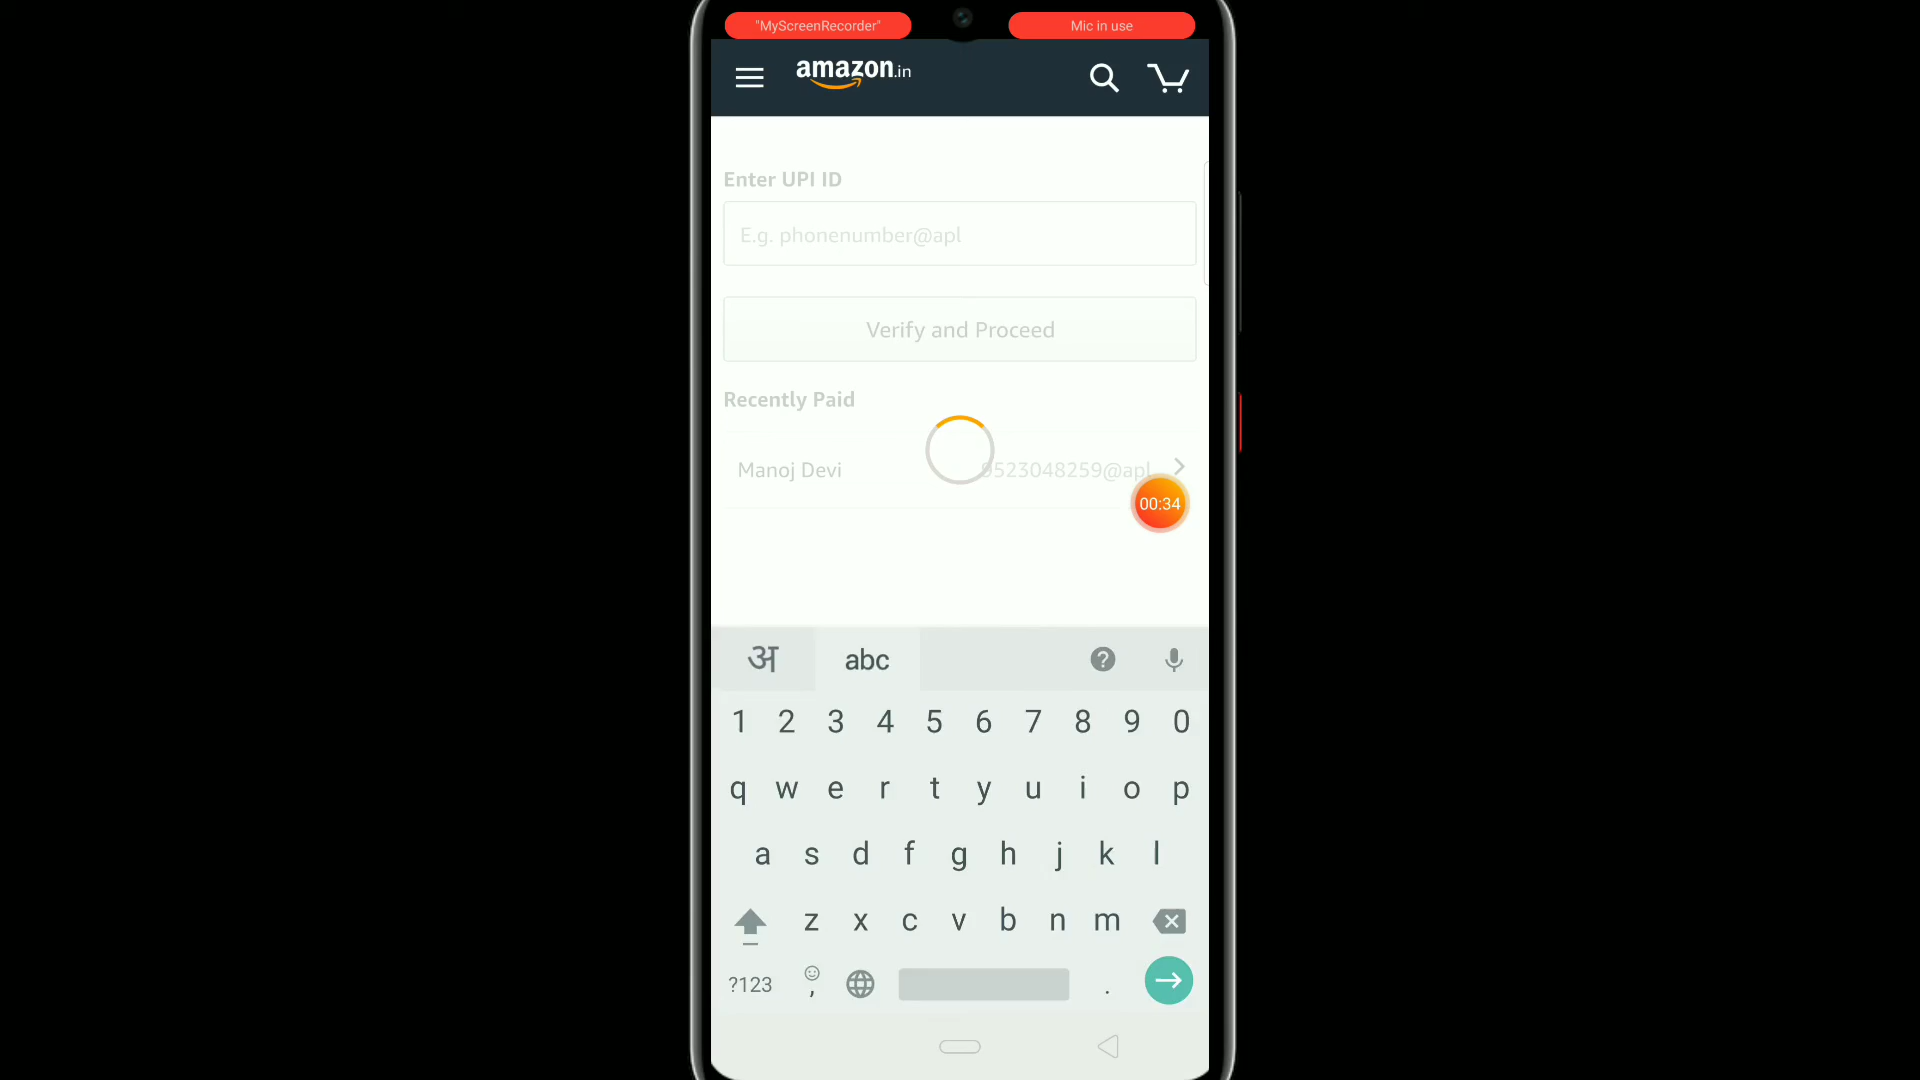 "MyScreenRecorder"
Mic in use
amazon.in
Enter UPI ID
E.g. phonenumber@apl
Verify and Proceed
Recently Paid
Manoj Devi 9523048259@apl
00:34
अ abc ?
1 2 3 4 5 6 7 8 9 0
q w e r t y u i o p
a s d f g h j k l
z x c v b n m
?123 , .